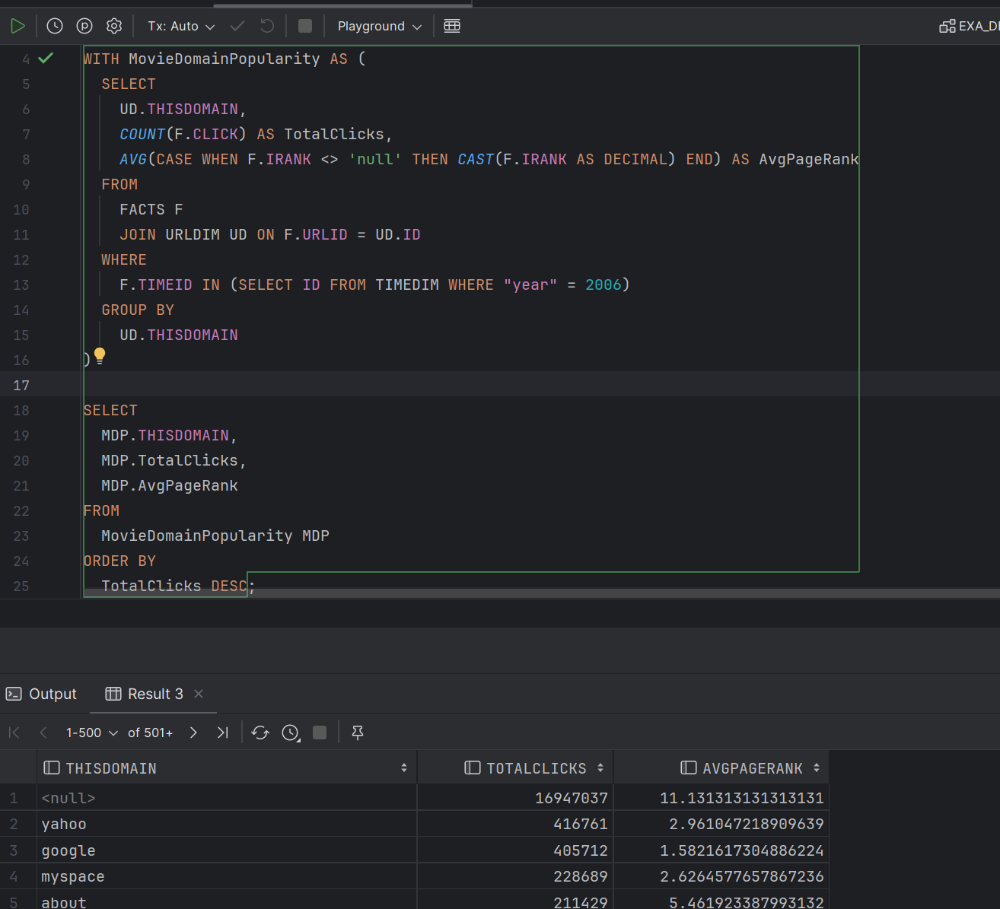 Tx: Auto Playground EXA_D
4 WITH MovieDomainPopularity AS (
5 SELECT
6 UD.THISDOMAIN,
7 COUNT(F.CLICK) AS TotalClicks,
8 AVG(CASE WHEN F.IRANK <> 'null' THEN CAST(F.IRANK AS DECIMAL) END) AS AvgPageRank
9 FROM
10 FACTS F
11 JOIN URLDIM UD ON F.URLID = UD.ID
12 WHERE
13 F.TIMEID IN (SELECT ID FROM TIMEDIM WHERE "year" = 2006)
14 GROUP BY
15 UD.THISDOMAIN
16 )
17
18 SELECT
19 MDP.THISDOMAIN,
20 MDP.TotalClicks,
21 MDP.AvgPageRank
22 FROM
23 MovieDomainPopularity MDP
24 ORDER BY
25 TotalClicks DESC;
Output Result 3
1-500 of 501+
THISDOMAIN TOTALCLICKS AVGPAGERANK
1 <null> 16947037 11.131313131313131
2 yahoo 416761 2.961047218909639
3 google 405712 1.5821617304886224
4 myspace 228689 2.6264577657867236
5 about 211429 5.461923387993132